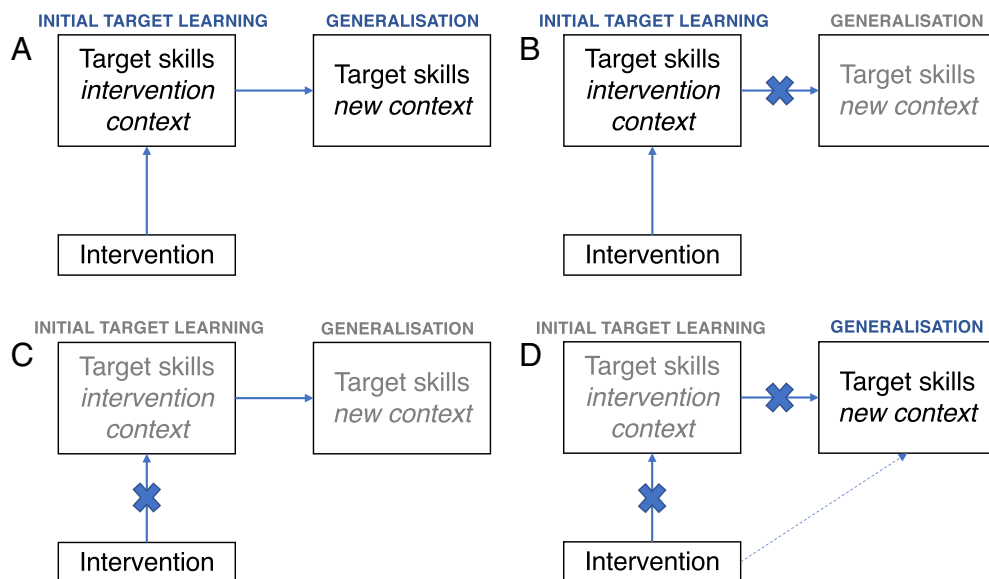 INITIAL TARGET LEARNING
GENERALISATION
A
Target skills
intervention
context
Target skills
new context
Intervention
INITIAL TARGET LEARNING
GENERALISATION
B
Target skills
intervention
context
Target skills
new context
Intervention
INITIAL TARGET LEARNING
GENERALISATION
C
Target skills
intervention
context
Target skills
new context
Intervention
INITIAL TARGET LEARNING
GENERALISATION
D
Target skills
intervention
context
Target skills
new context
Intervention